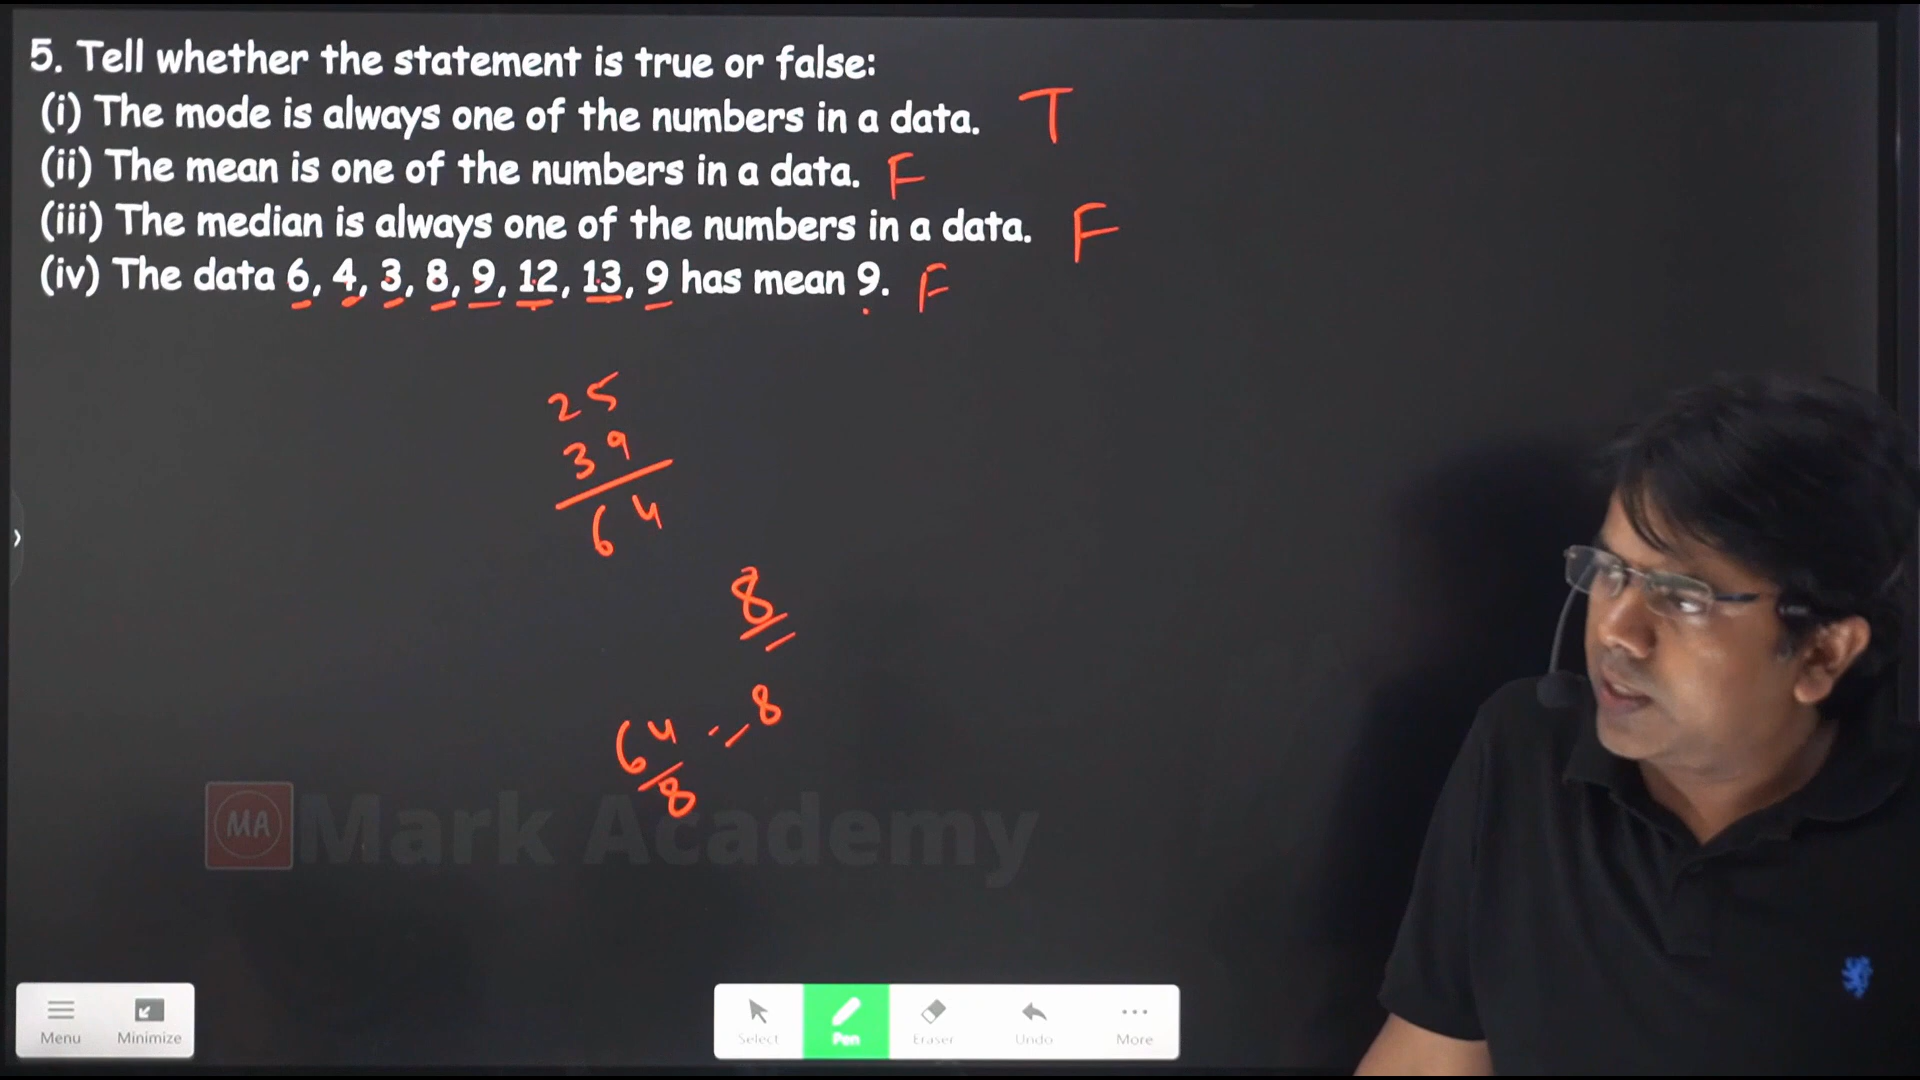 5. Tell whether the statement is true or false:
(i) The mode is always one of the numbers in a data. T
(ii) The mean is one of the numbers in a data. F
(iii) The median is always one of the numbers in a data. F
(iv) The data 6, 4, 3, 8, 9, 12, 13, 9 has mean 9. F
25
39
64
8
64 = 8
8
MA Mark Academy
Menu Minimize Select Pen Eraser Undo More